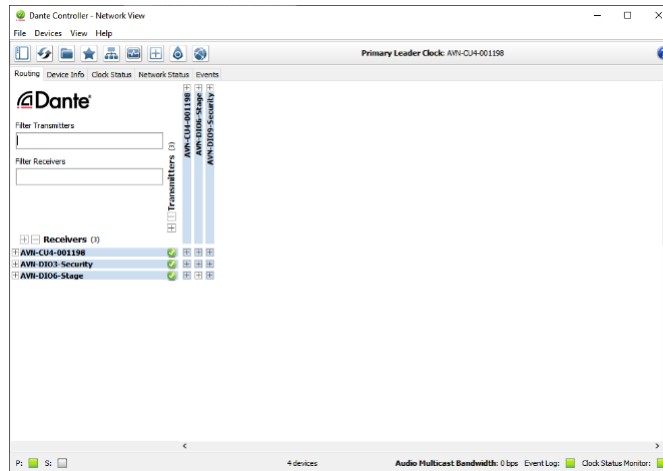 Dante Controller - Network View
File Devices View Help
Primary Leader Clock: AVN-CU4-001198
Routing Device Info Clock Status Network Status Events
Dante
Filter Transmitters
Filter Receivers
Transmitters (3)
AVN-CU4-001198
AVN-DIO6-Stage
AVN-DIO9-Security
Receivers (3)
AVN-CU4-001198
AVN-DIO3-Security
AVN-DIO6-Stage
P: S: 4 devices Audio Multicast Bandwidth: 0 bps Event Log: Clock Status Monitor: